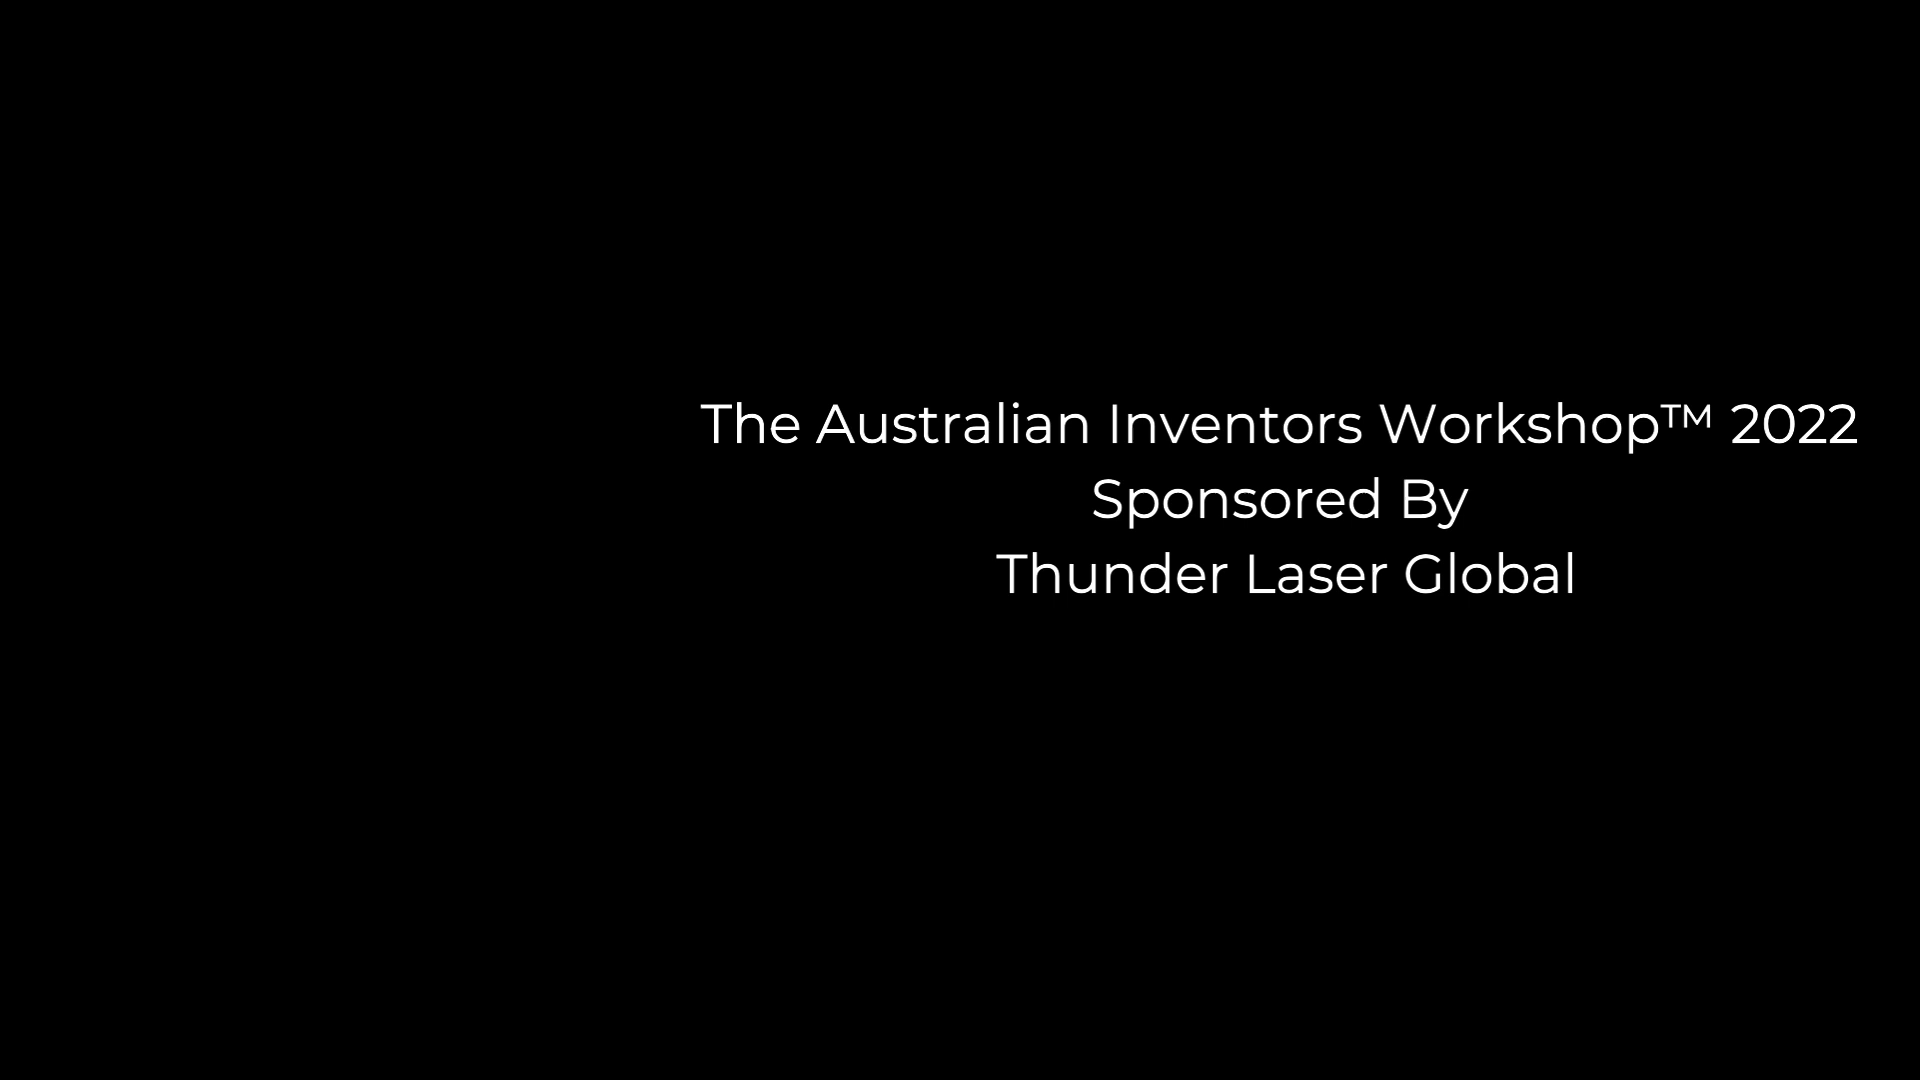 The Australian Inventors Workshop™ 2022
Sponsored By
Thunder Laser Global